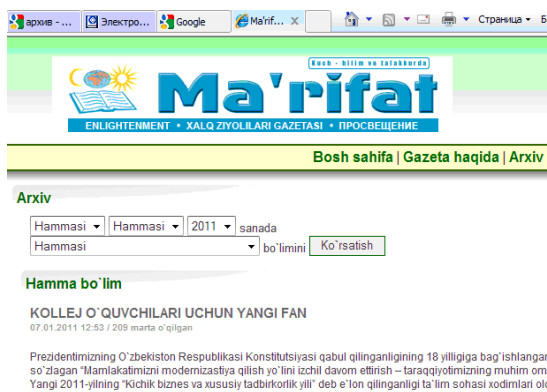 архив - ... Электро... Google Ma'rif... Страница
Kuch - bilim va tafakkurda
Ma'rifat
ENLIGHTENMENT • XALQ ZIYOLILARI GAZETASI • ПРОСВЕЩЕНИЕ
Bosh sahifa | Gazeta haqida | Arxiv
Arxiv
Hammasi Hammasi 2011 sanada
Hammasi bo`limini Ko`rsatish
Hamma bo`lim
KOLLEJ O`QUVCHILARI UCHUN YANGI FAN
07.01.2011 12:53 / 209 marta o`qilgan
Prezidentimizning O`zbekiston Respublikasi Konstitutsiyasi qabul qilinganligining 18 yilligiga bag`ishlangan
so`zlagan “Mamlakatimizni modernizastiya qilish yo`lini izchil davom ettirish – taraqqiyotimizning muhim om
Yangi 2011-yilning “Kichik biznes va xususiy tadbirkorlik yili” deb e`lon qilinganligi ta`lim sohasi xodimlari